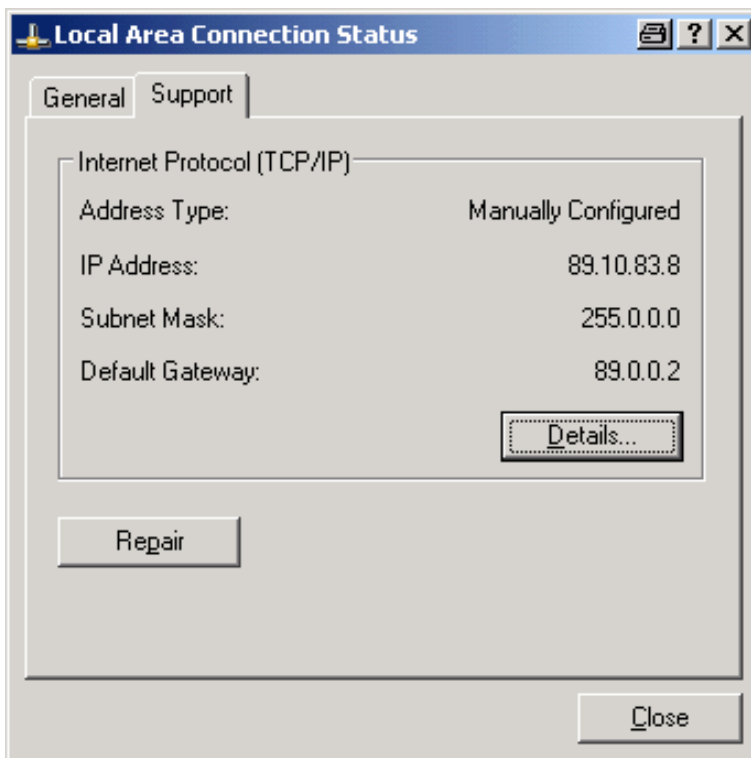 Local Area Connection Status
General Support
Internet Protocol (TCP/IP)
Address Type: Manually Configured
IP Address: 89.10.83.8
Subnet Mask: 255.0.0.0
Default Gateway: 89.0.0.2
Details...
Repair
Close